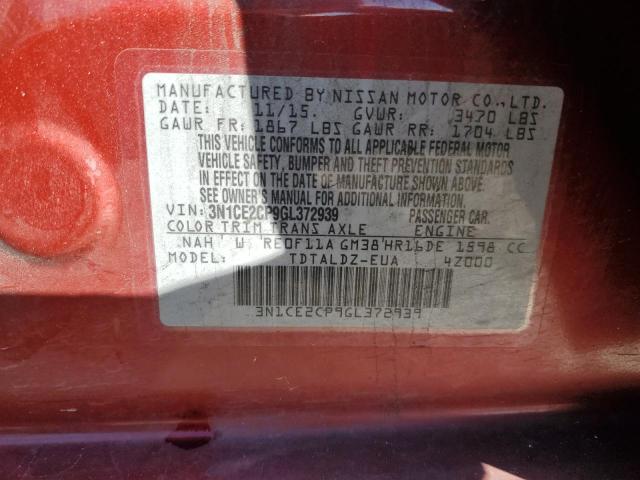 MANUFACTURED BY NISSAN MOTOR CO., LTD.
DATE: 11/15. GVWR: 3470 LBS
GAWR FR: 1867 LBS GAWR RR: 1704 LBS
THIS VEHICLE CONFORMS TO ALL APPLICABLE FEDERAL MOTOR
VEHICLE SAFETY, BUMPER AND THEFT PREVENTION STANDARDS
IN EFFECT ON THE DATE OF MANUFACTURE SHOWN ABOVE.
SEE OWNER'S MANUAL FOR ADDITIONAL INFORMATION.
VIN: 3N1CE2CP9GL372939 PASSENGER CAR.
COLOR TRIM TRANS AXLE ENGINE
NAH W RE0F11A GM38 HR16DE 1598 CC
MODEL: TDTALDZ-EUA 4Z000
3N1CE2CP9GL372939